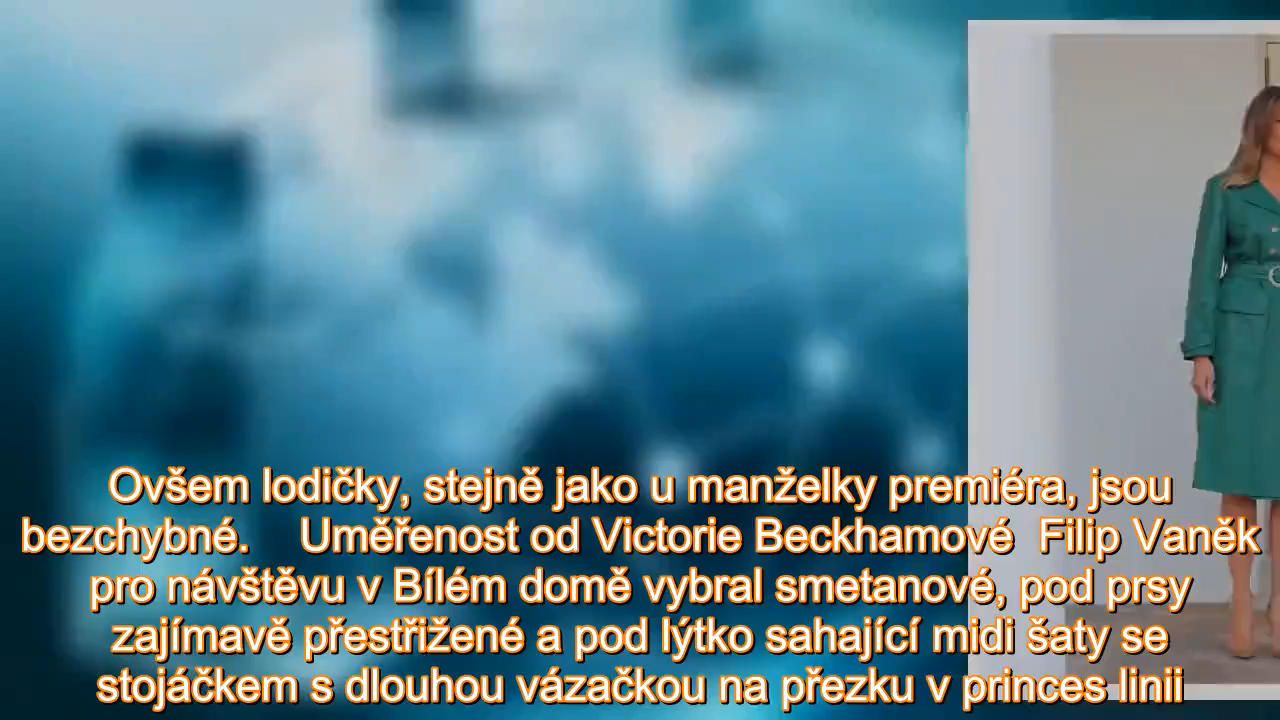 Ovšem lodičky, stejně jako u manželky premiéra, jsou
bezchybné. Uměřenost od Victorie Beckhamové Filip Vaněk
pro návštěvu v Bílém domě vybral smetanové, pod prsy
zajímavě přestřižené a pod lýtko sahající midi šaty se
stojáčkem s dlouhou vázačkou na přezku v princes linii